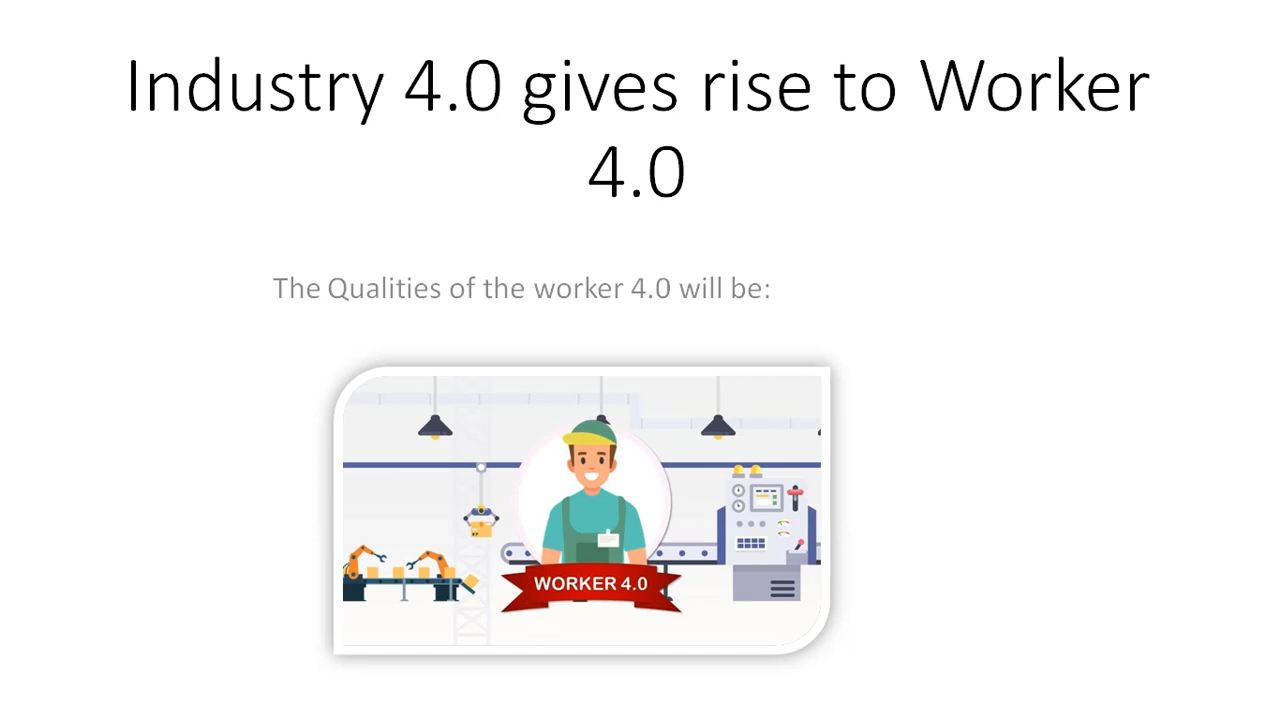 Industry 4.0 gives rise to Worker
4.0
The Qualities of the worker 4.0 will be:
WORKER 4.0